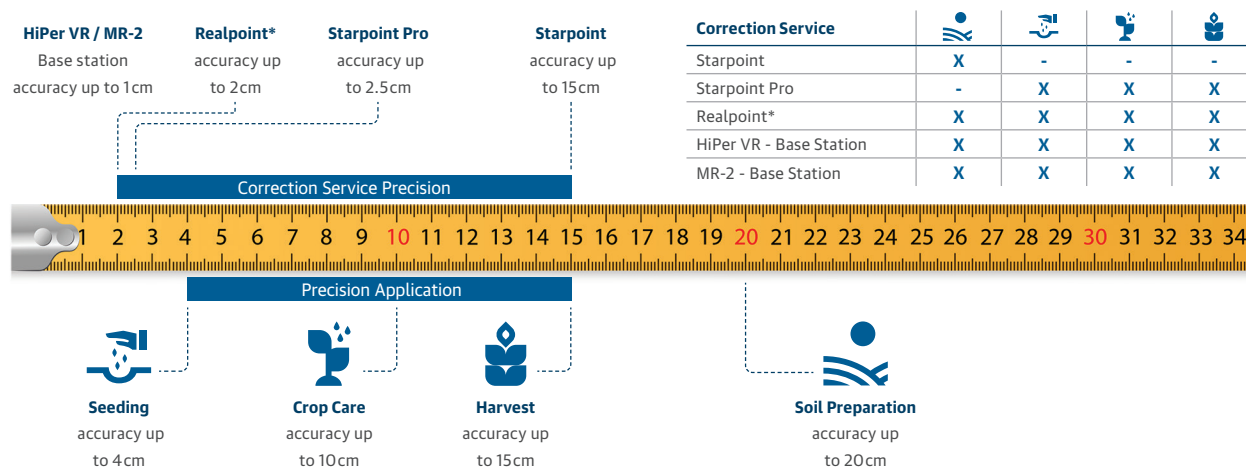 HiPer VR / MR-2
Base station
accuracy up to 1cm
Realpoint*
accuracy up
to 2cm
Starpoint Pro
accuracy up
to 2.5cm
Starpoint
accuracy up
to 15cm
Correction Service
Starpoint X - - -
Starpoint Pro - X X X
Realpoint* X X X X
HiPer VR - Base Station X X X X
MR-2 - Base Station X X X X
Correction Service Precision
1 2 3 4 5 6 7 8 9 10 11 12 13 14 15 16 17 18 19 20 21 22 23 24 25 26 27 28 29 30 31 32 33 34
Precision Application
Seeding
accuracy up
to 4cm
Crop Care
accuracy up
to 10cm
Harvest
accuracy up
to 15cm
Soil Preparation
accuracy up
to 20cm